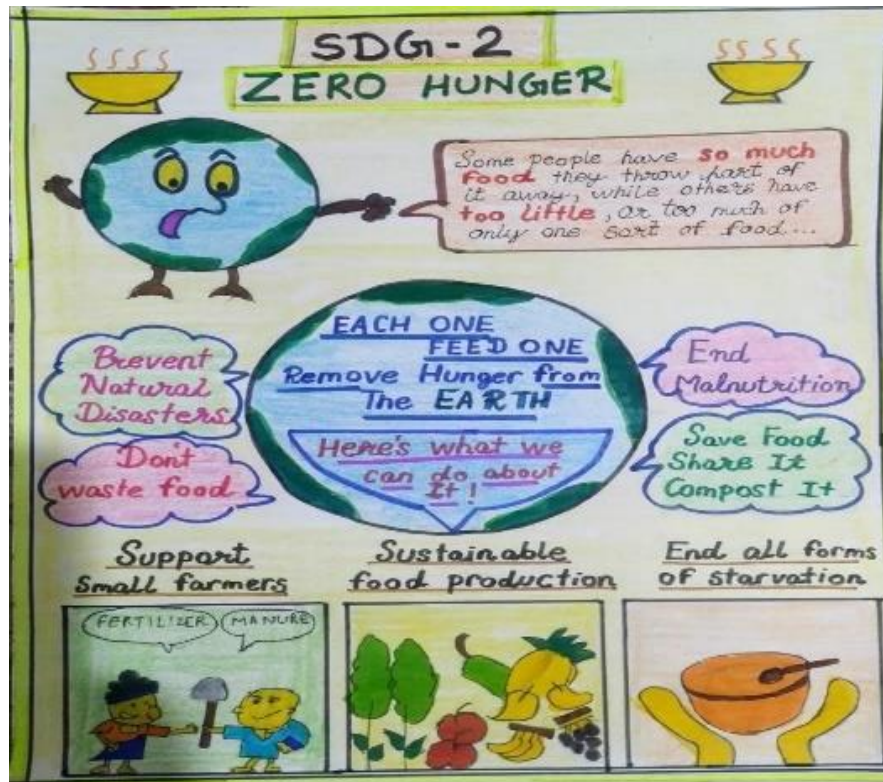 SDG-2
ZERO HUNGER
Some people have so much
food they throw part of
it away, while others have
too little, or too much of
only one sort of food...
EACH ONE
FEED ONE
Remove Hunger from
The EARTH
Here's what we
can do about
It!
Prevent
Natural
Disasters
Don't
waste food
End
Malnutrition
Save Food
Share It
Compost It
Support
Small farmers
FERTILIZER
MANURE
Sustainable
food production
End all forms
of starvation